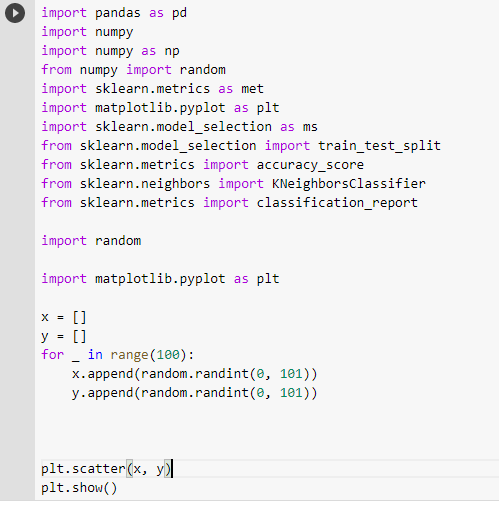 import pandas as pd
import numpy
import numpy as np
from numpy import random
import sklearn.metrics as met
import matplotlib.pyplot as plt
import sklearn.model_selection as ms
from sklearn.model_selection import train_test_split
from sklearn.metrics import accuracy_score
from sklearn.neighbors import KNeighborsClassifier
from sklearn.metrics import classification_report
import random
import matplotlib.pyplot as plt
x = []
y = []
for _ in range(100):
    x.append(random.randint(0, 101))
    y.append(random.randint(0, 101))
plt.scatter(x, y)
plt.show()